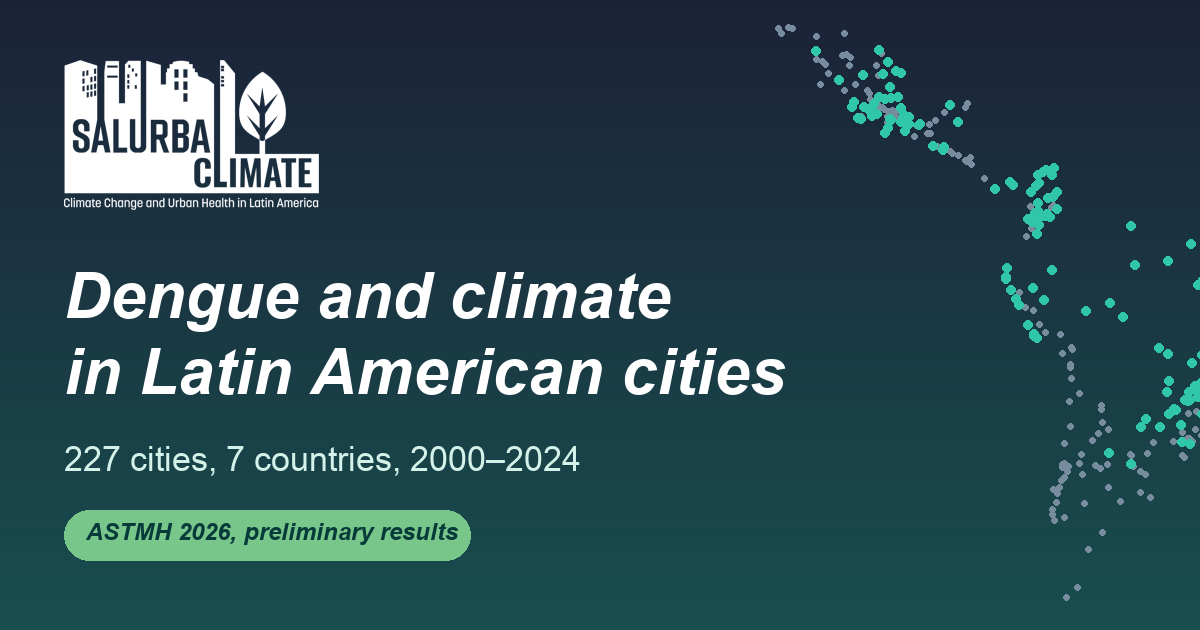 SALURBA
CLIMATE
Climate Change and Urban Health in Latin America
Dengue and climate
in Latin American cities
227 cities, 7 countries, 2000–2024
ASTMH 2026, preliminary results